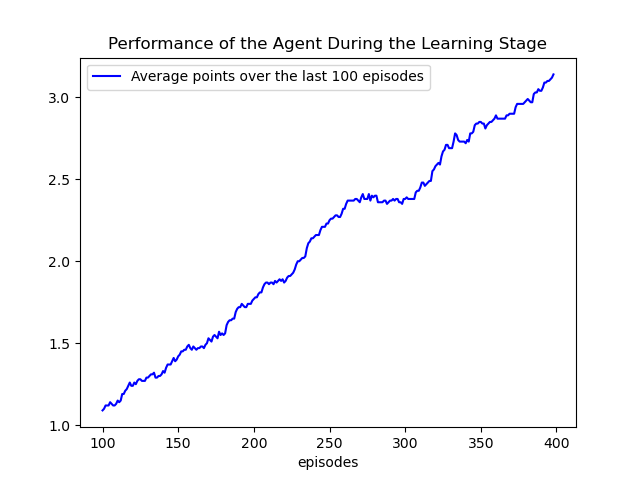 Performance of the Agent During the Learning Stage
Average points over the last 100 episodes
3.0
2.5
2.0
1.5
1.0
100 150 200 250 300 350 400
episodes